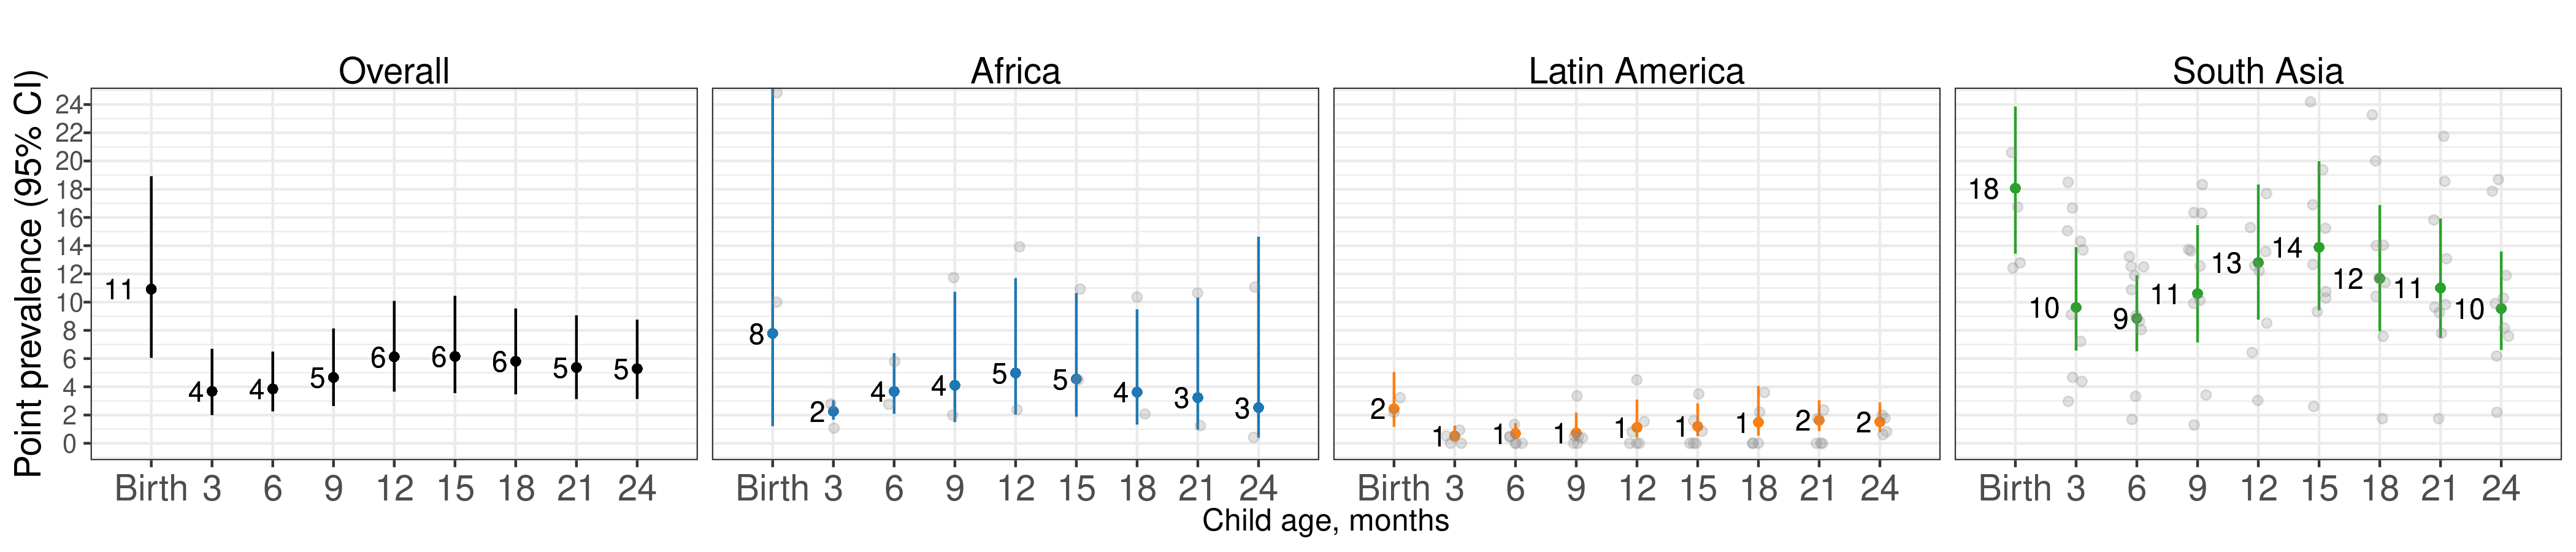 Overall Africa Latin America South Asia
Point prevalence (95% CI)
24
22
20
18
16
14
12
10
8
6
4
2
0
11 4 4 5 6 6 6 5 5
8 2 4 4 5 5 4 3 3
2 1 1 1 1 1 1 2 2
18 10 9 11 13 14 12 11 10
Birth 3 6 9 12 15 18 21 24 Birth 3 6 9 12 15 18 21 24 Birth 3 6 9 12 15 18 21 24 Birth 3 6 9 12 15 18 21 24
Child age, months